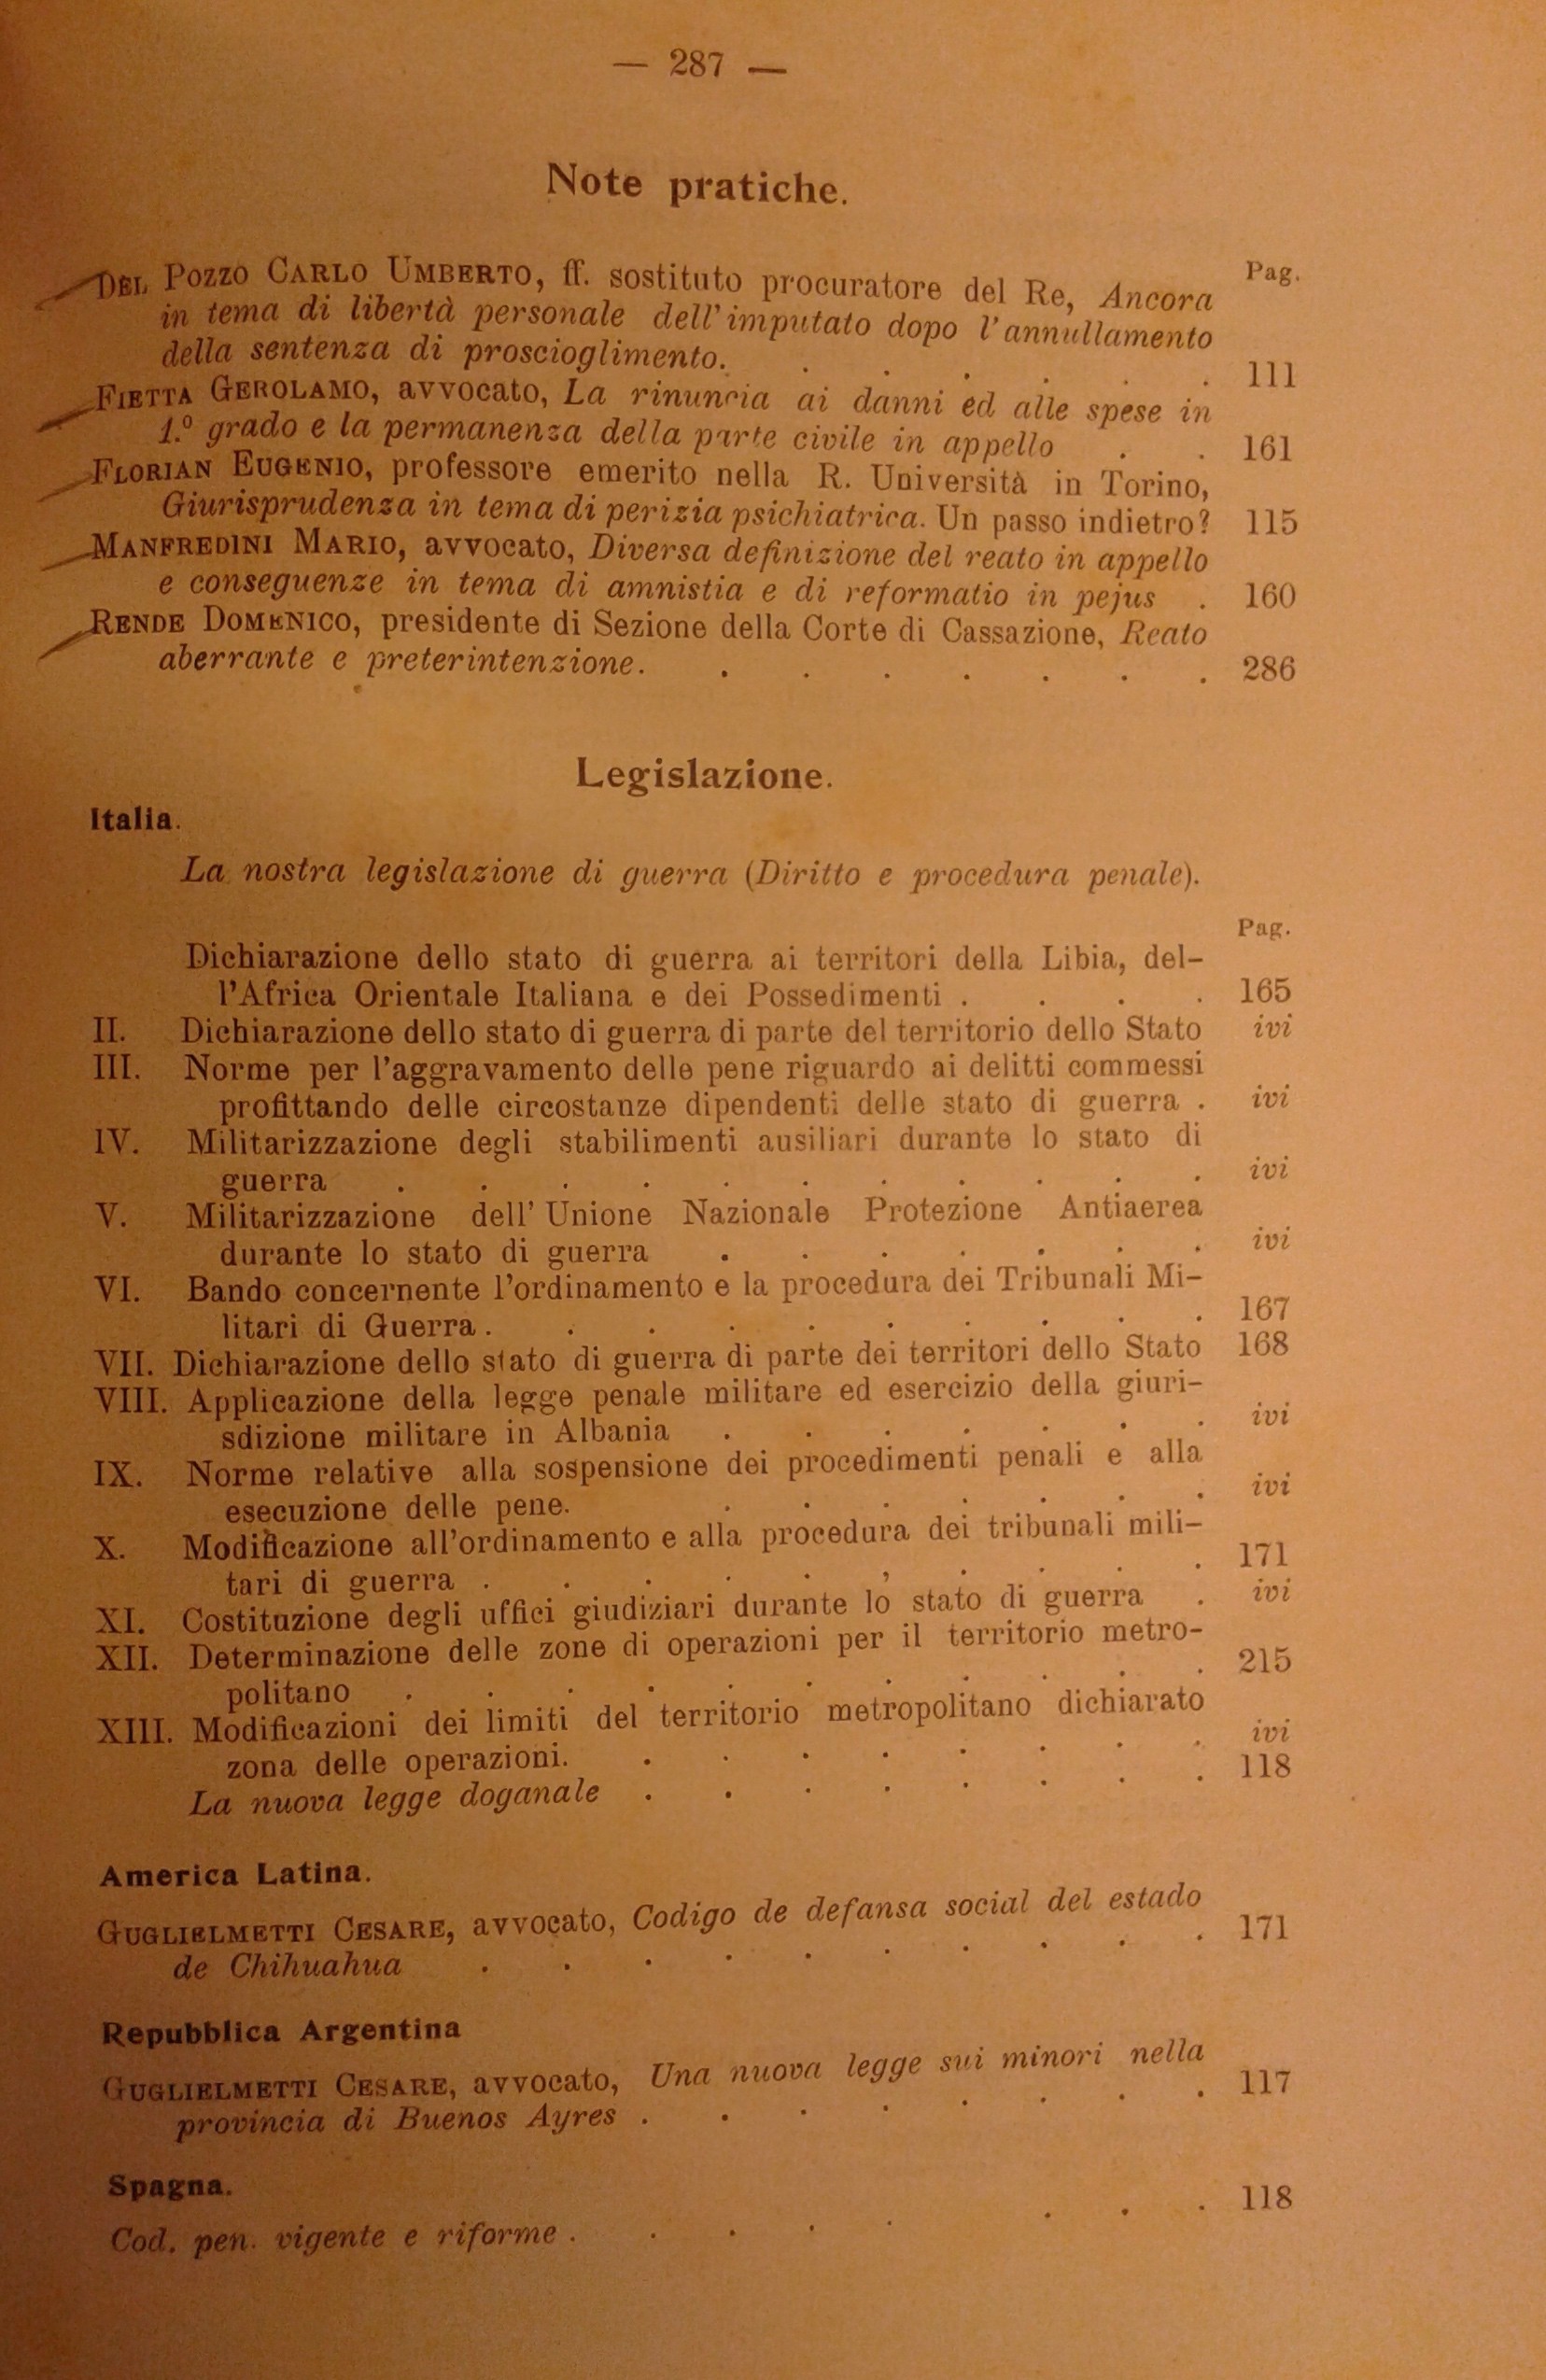 — 287 —
Note pratiche.
Pag.
DEL POZZO CARLO UMBERTO, ff. sostituto procuratore del Re, Ancora
in tema di libertà personale dell'imputato dopo l'annullamento
della sentenza di proscioglimento. . . . . . . 111
FIETTA GEROLAMO, avvocato, La rinuncia ai danni ed alle spese in
1.º grado e la permanenza della parte civile in appello . . 161
FLORIAN EUGENIO, professore emerito nella R. Università in Torino,
Giurisprudenza in tema di perizia psichiatrica. Un passo indietro? 115
MANFREDINI MARIO, avvocato, Diversa definizione del reato in appello
e conseguenze in tema di amnistia e di reformatio in pejus . 160
RENDE DOMENICO, presidente di Sezione della Corte di Cassazione, Reato
aberrante e preterintenzione. . . . . . . . 286
Legislazione.
Italia.
La nostra legislazione di guerra (Diritto e procedura penale).
Pag.
Dichiarazione dello stato di guerra ai territori della Libia, del-
l'Africa Orientale Italiana e dei Possedimenti . . . . 165
II. Dichiarazione dello stato di guerra di parte del territorio dello Stato ivi
III. Norme per l'aggravamento delle pene riguardo ai delitti commessi
profittando delle circostanze dipendenti delle stato di guerra . ivi
IV. Militarizzazione degli stabilimenti ausiliari durante lo stato di
guerra . . . . . . . . . . . ivi
V. Militarizzazione dell'Unione Nazionale Protezione Antiaerea
durante lo stato di guerra . . . . . . . ivi
VI. Bando concernente l'ordinamento e la procedura dei Tribunali Mi-
litari di Guerra. . . . . . . . . . 167
VII. Dichiarazione dello stato di guerra di parte dei territori dello Stato 168
VIII. Applicazione della legge penale militare ed esercizio della giuri-
sdizione militare in Albania . . . . . . . ivi
IX. Norme relative alla sospensione dei procedimenti penali e alla
esecuzione delle pene. . . . . . . . ivi
X. Modificazione all'ordinamento e alla procedura dei tribunali mili-
tari di guerra . . . . . . . . . . 171
XI. Costituzione degli uffici giudiziari durante lo stato di guerra . ivi
XII. Determinazione delle zone di operazioni per il territorio metro-
politano . . . . . . . . . . . 215
XIII. Modificazioni dei limiti del territorio metropolitano dichiarato
zona delle operazioni. . . . . . . . . ivi
La nuova legge doganale . . . . . . . . 118
America Latina.
GUGLIELMETTI CESARE, avvocato, Codigo de defansa social del estado
de Chihuahua . . . . . . . . . . 171
Repubblica Argentina
GUGLIELMETTI CESARE, avvocato, Una nuova legge sui minori nella
provincia di Buenos Ayres . . . . . . . . 117
Spagna.
Cod. pen. vigente e riforme . . . . . . . . 118